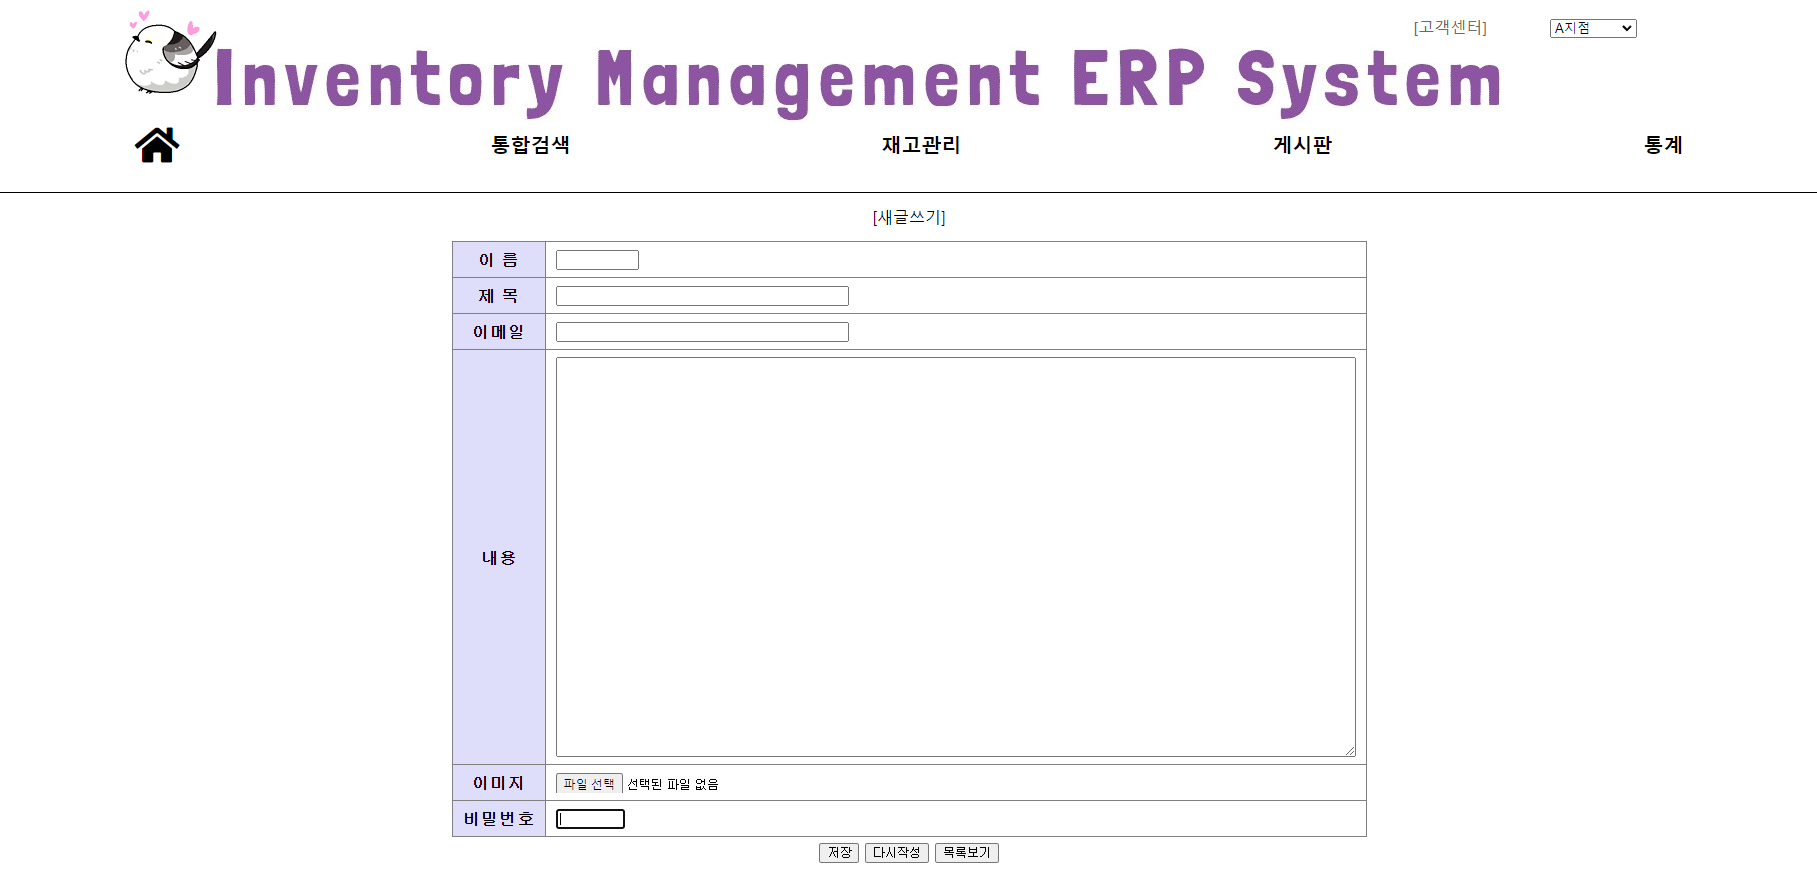 [고객센터] A지점
Inventory Management ERP System
통합검색 재고관리 게시판 통계
[새글쓰기]
이 름
제 목
이메일
내용
이미지 파일 선택 선택된 파일 없음
비밀번호
저장 다시작성 목록보기